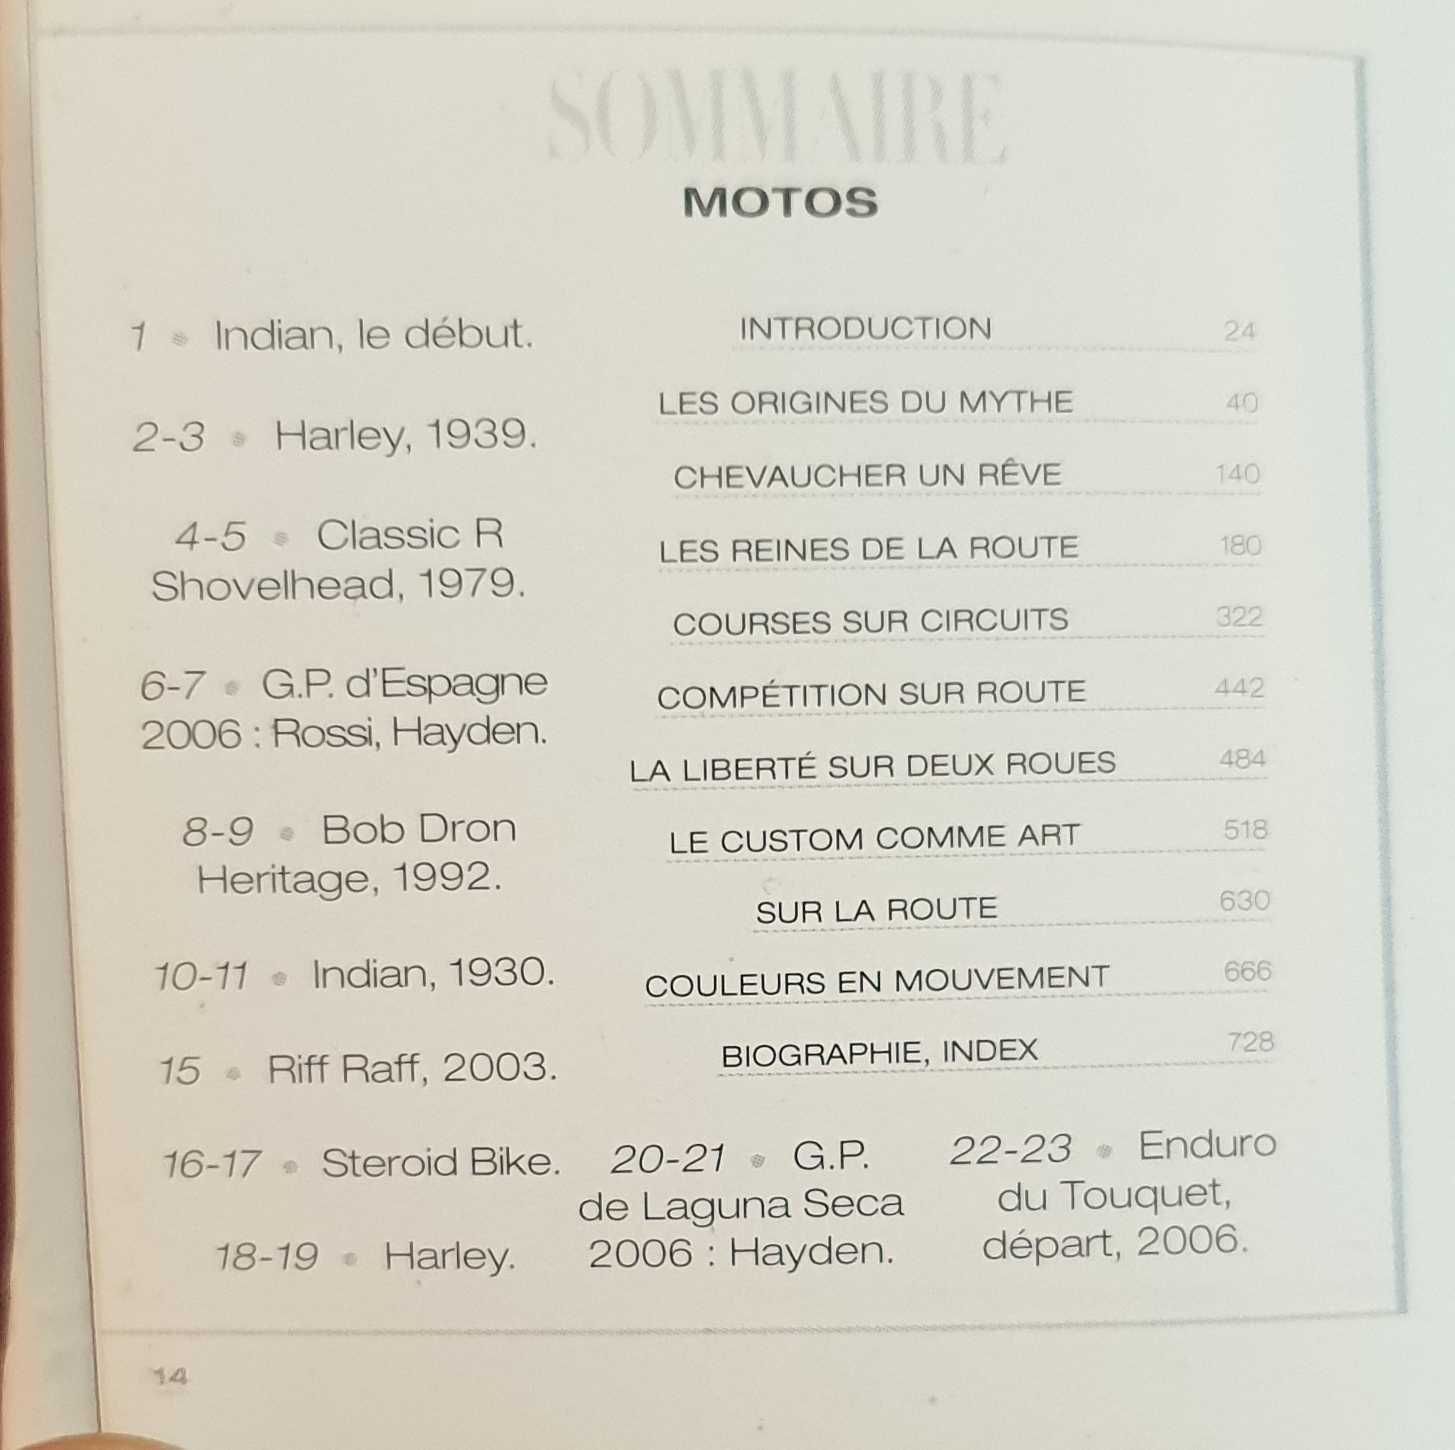 SOMMAIRE
MOTOS
1 • Indian, le début.
2-3 • Harley, 1939.
4-5 • Classic R
Shovelhead, 1979.
6-7 • G.P. d'Espagne
2006 : Rossi, Hayden.
8-9 • Bob Dron
Heritage, 1992.
10-11 • Indian, 1930.
15 • Riff Raff, 2003.
16-17 • Steroid Bike.
18-19 • Harley.
INTRODUCTION 24
LES ORIGINES DU MYTHE 40
CHEVAUCHER UN RÊVE 140
LES REINES DE LA ROUTE 180
COURSES SUR CIRCUITS 322
COMPÉTITION SUR ROUTE 442
LA LIBERTÉ SUR DEUX ROUES 484
LE CUSTOM COMME ART 518
SUR LA ROUTE 630
COULEURS EN MOUVEMENT 666
BIOGRAPHIE, INDEX 728
20-21 • G.P.
de Laguna Seca
2006 : Hayden.
22-23 • Enduro
du Touquet,
départ, 2006.
14